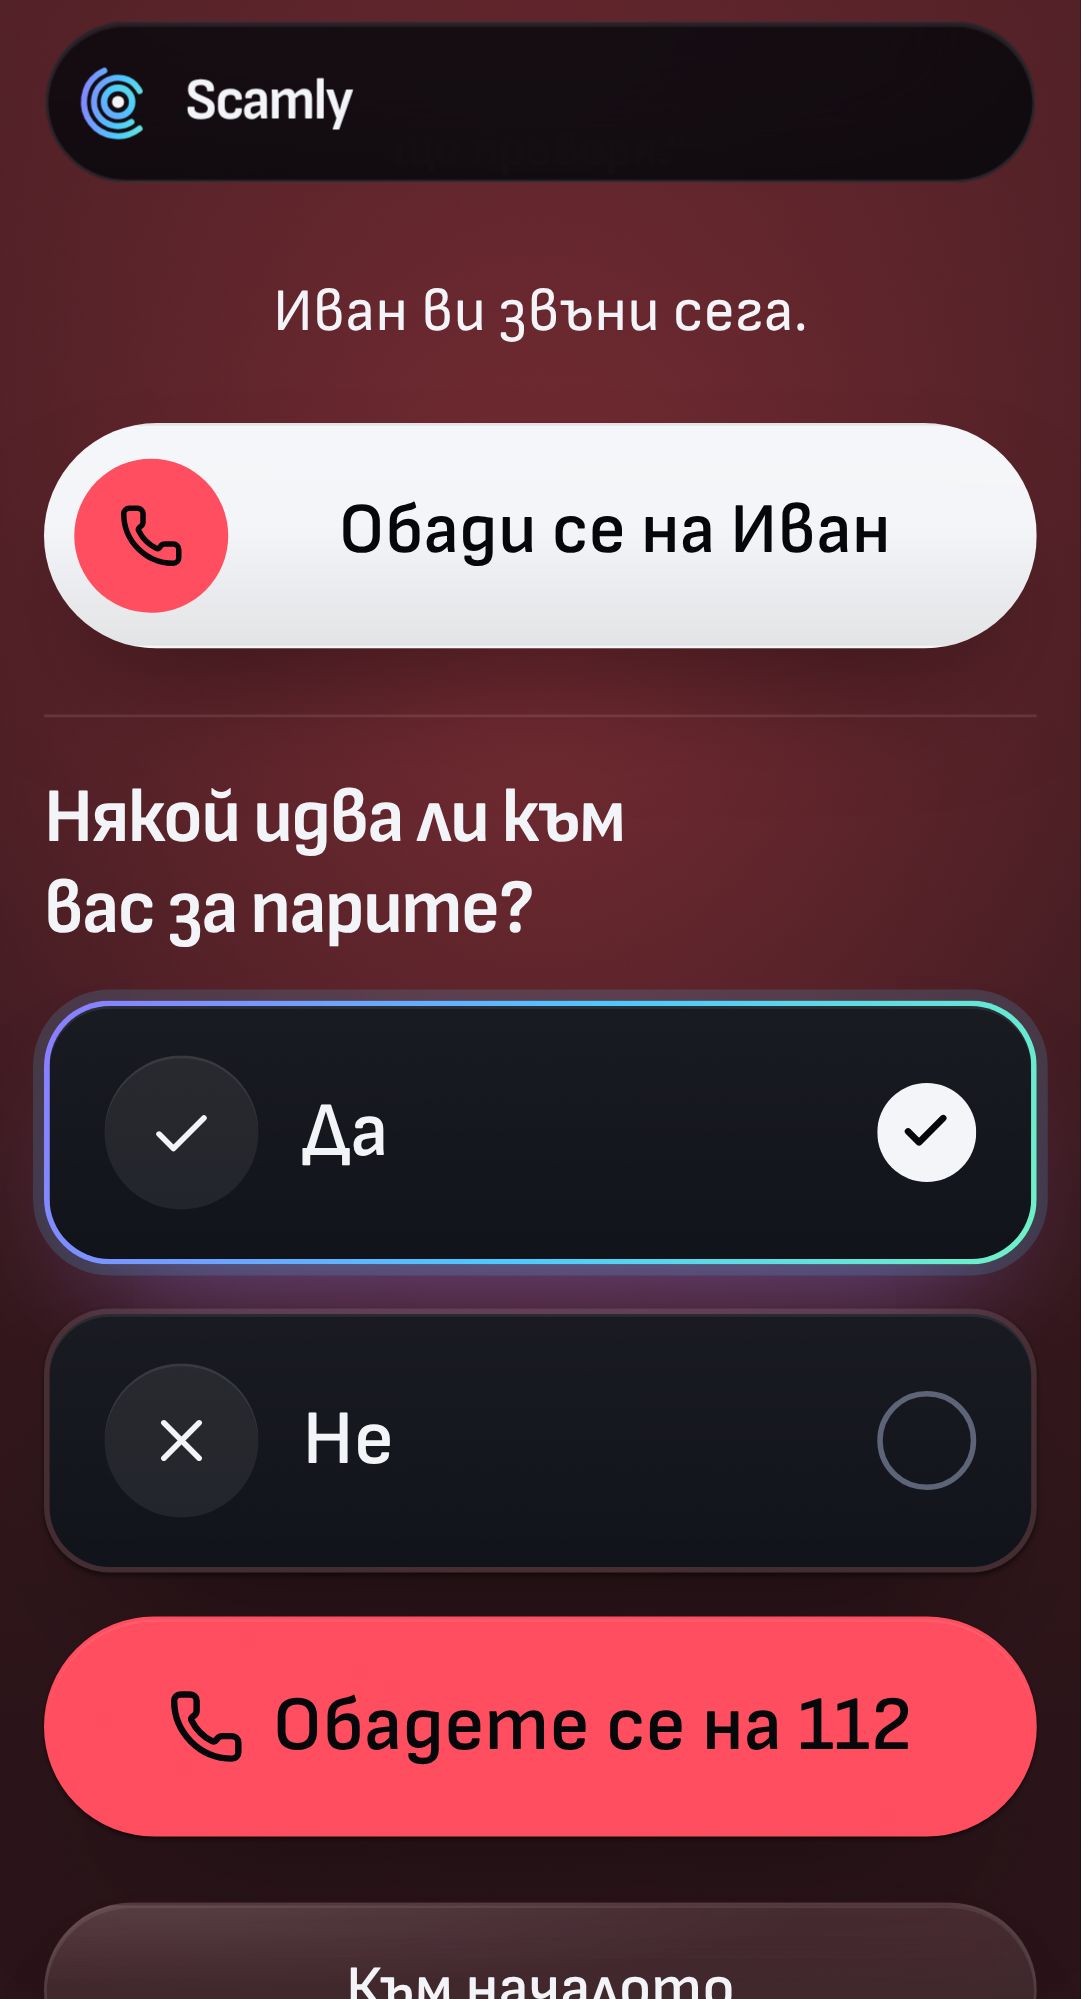 Scamly
Иван ви звъни сега.
Обади се на Иван
Някой идва ли към
вас за парите?
Да
Не
Обадете се на 112
Към началото